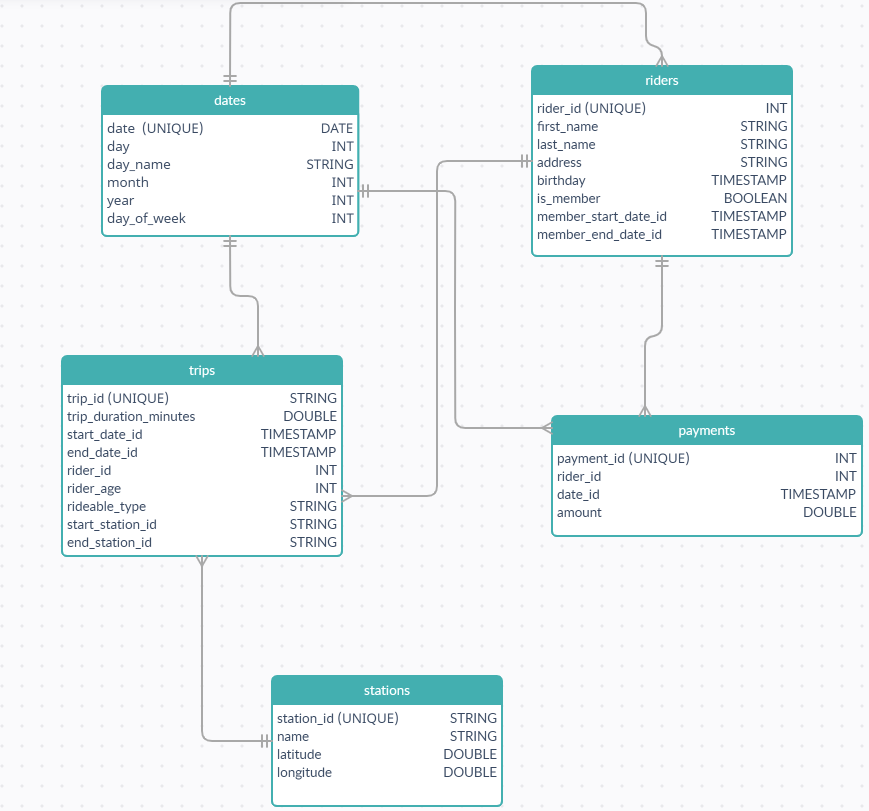 dates
date (UNIQUE) DATE
day INT
day_name STRING
month INT
year INT
day_of_week INT
riders
rider_id (UNIQUE) INT
first_name STRING
last_name STRING
address STRING
birthday TIMESTAMP
is_member BOOLEAN
member_start_date_id TIMESTAMP
member_end_date_id TIMESTAMP
trips
trip_id (UNIQUE) STRING
trip_duration_minutes DOUBLE
start_date_id TIMESTAMP
end_date_id TIMESTAMP
rider_id INT
rider_age INT
rideable_type STRING
start_station_id STRING
end_station_id STRING
payments
payment_id (UNIQUE) INT
rider_id INT
date_id TIMESTAMP
amount DOUBLE
stations
station_id (UNIQUE) STRING
name STRING
latitude DOUBLE
longitude DOUBLE